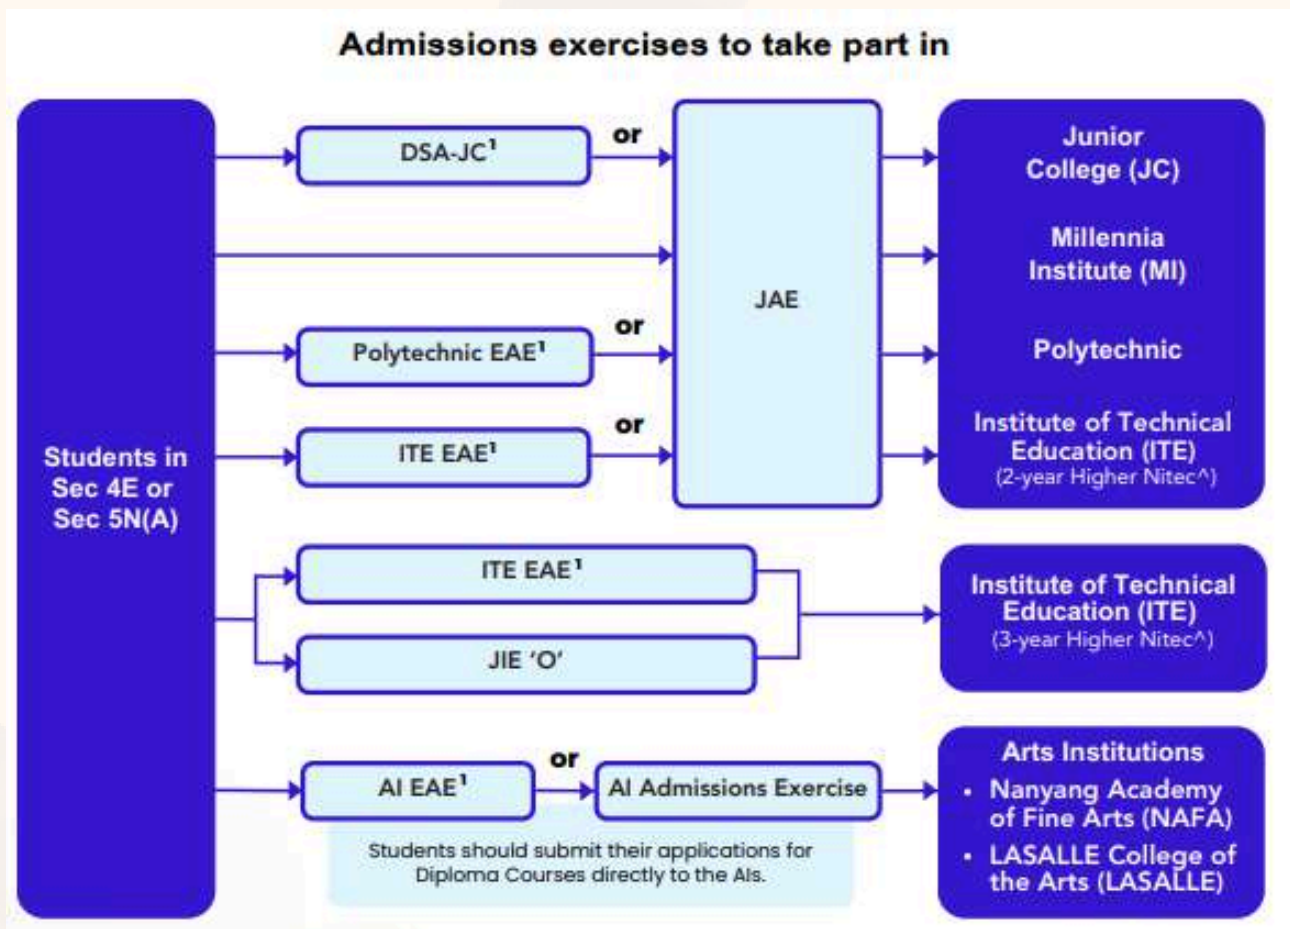 Admissions exercises to take part in
Students in
Sec 4E or
Sec 5N(A)
DSA-JC¹
or
Polytechnic EAE¹
or
ITE EAE¹
or
JAE
Junior
College (JC)
Millennia
Institute (MI)
Polytechnic
Institute of Technical
Education (ITE)
(2-year Higher Nitec^)
ITE EAE¹
JIE ‘O’
Institute of Technical
Education (ITE)
(3-year Higher Nitec^)
AI EAE¹
or
AI Admissions Exercise
Students should submit their applications for
Diploma Courses directly to the AIs.
Arts Institutions
• Nanyang Academy
of Fine Arts (NAFA)
• LASALLE College of
the Arts (LASALLE)